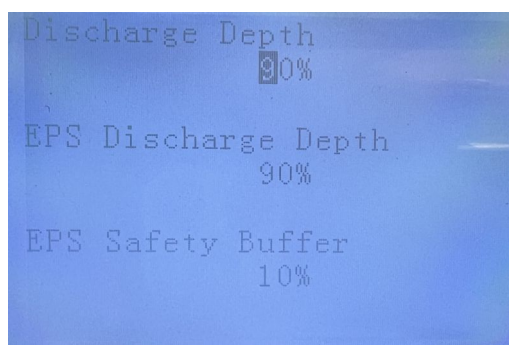 Discharge Depth
90%
EPS Discharge Depth
90%
EPS Safety Buffer
10%